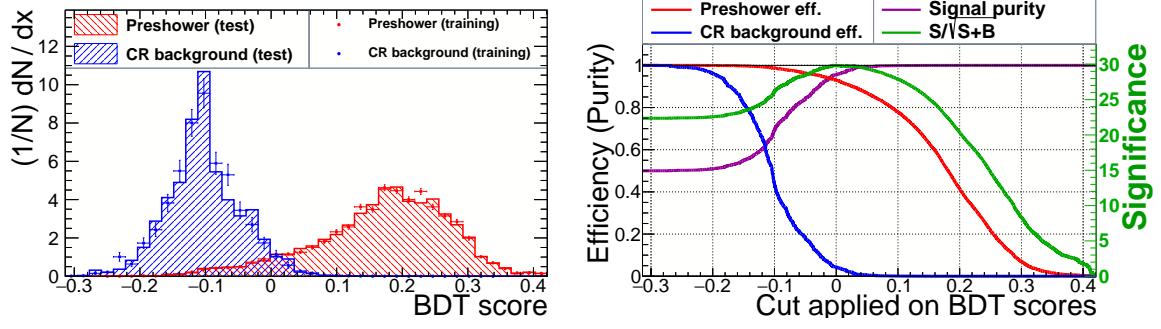 Preshower (test)
CR background (test)
Preshower (training)
CR background (training)
(1/N) dN / dx
0
2
4
6
8
10
12
−0.3 −0.2 −0.1 0 0.1 0.2 0.3 0.4
BDT score
Preshower eff.
CR background eff.
Signal purity
S/√S+B
Efficiency (Purity)
0
0.2
0.4
0.6
0.8
1
−0.3 −0.2 −0.1 0 0.1 0.2 0.3 0.4
Cut applied on BDT scores
0
5
10
15
20
25
30
Significance